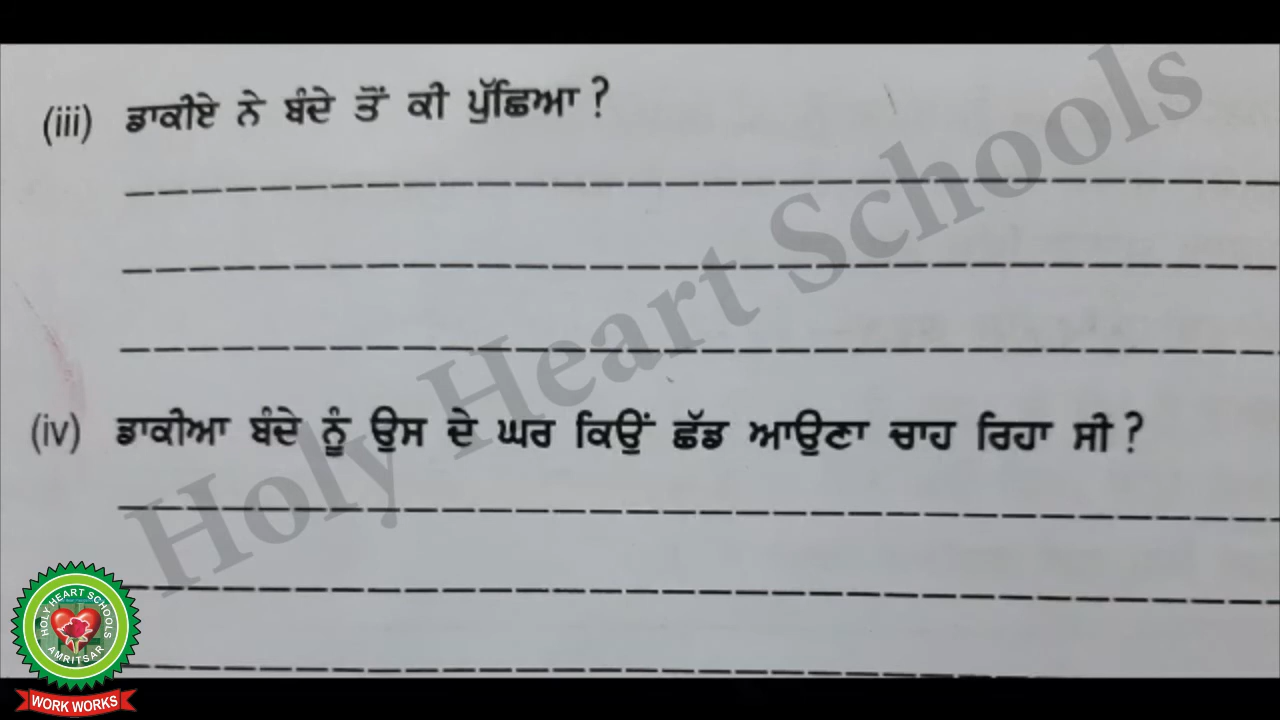 (iii) ਡਾਕੀਏ ਨੇ ਬੰਦੇ ਤੋਂ ਕੀ ਪੁੱਛਿਆ ?
(iv) ਡਾਕੀਆ ਬੰਦੇ ਨੂੰ ਉਸ ਦੇ ਘਰ ਕਿਉਂ ਛੱਡ ਆਉਣਾ ਚਾਹ ਰਿਹਾ ਸੀ ?
Holy Heart Schools
HOLY HEART SCHOOLS
AMRITSAR
WORK WORKS